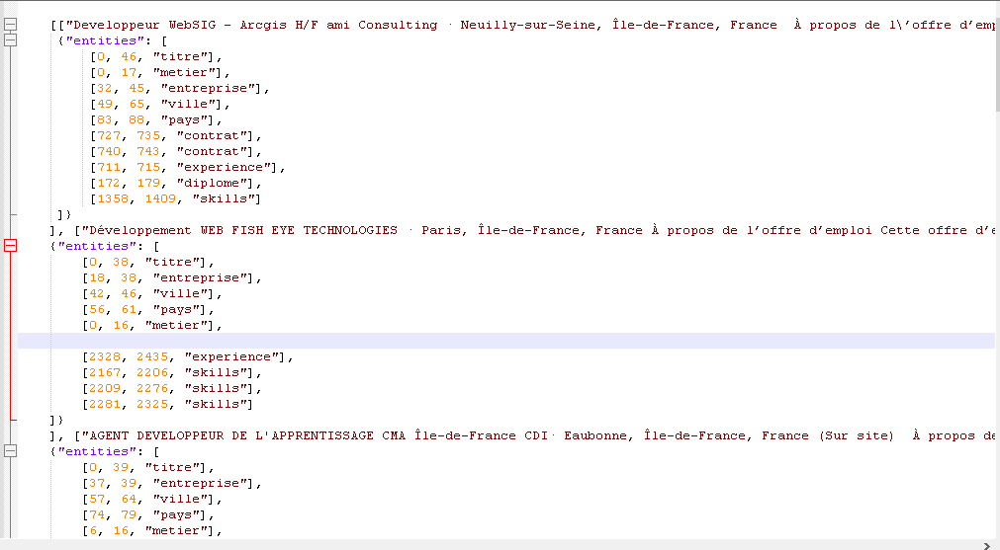 [["Developpeur WebSIG - Arcgis H/F ami Consulting · Neuilly-sur-Seine, Île-de-France, France  À propos de l\’offre d’emp
{"entities": [
[0, 46, "titre"],
[0, 17, "metier"],
[32, 45, "entreprise"],
[49, 65, "ville"],
[83, 88, "pays"],
[727, 735, "contrat"],
[740, 743, "contrat"],
[711, 715, "experience"],
[172, 179, "diplome"],
[1358, 1409, "skills"]
]}
], ["Développement WEB FISH EYE TECHNOLOGIES · Paris, Île-de-France, France À propos de l’offre d’emploi Cette offre d’e
{"entities": [
[0, 38, "titre"],
[18, 38, "entreprise"],
[42, 46, "ville"],
[56, 61, "pays"],
[0, 16, "metier"],
[2328, 2435, "experience"],
[2167, 2206, "skills"],
[2209, 2276, "skills"],
[2281, 2325, "skills"]
]}
], ["AGENT DEVELOPPEUR DE L'APPRENTISSAGE CMA Île-de-France CDI· Eaubonne, Île-de-France, France (Sur site)  À propos de
{"entities": [
[0, 39, "titre"],
[37, 39, "entreprise"],
[57, 64, "ville"],
[74, 79, "pays"],
[6, 16, "metier"],